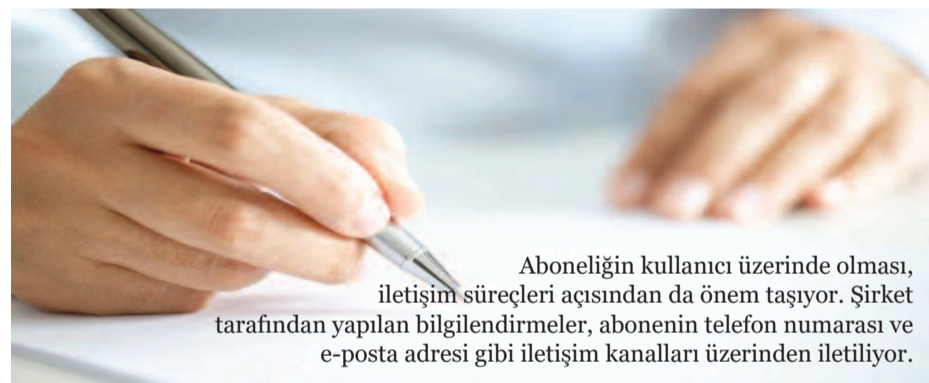 Aboneliğin kullanıcı üzerinde olması,
iletişim süreçleri açısından da önem taşıyor. Şirket
tarafından yapılan bilgilendirmeler, abonenin telefon numarası ve
e-posta adresi gibi iletişim kanalları üzerinden iletiliyor.